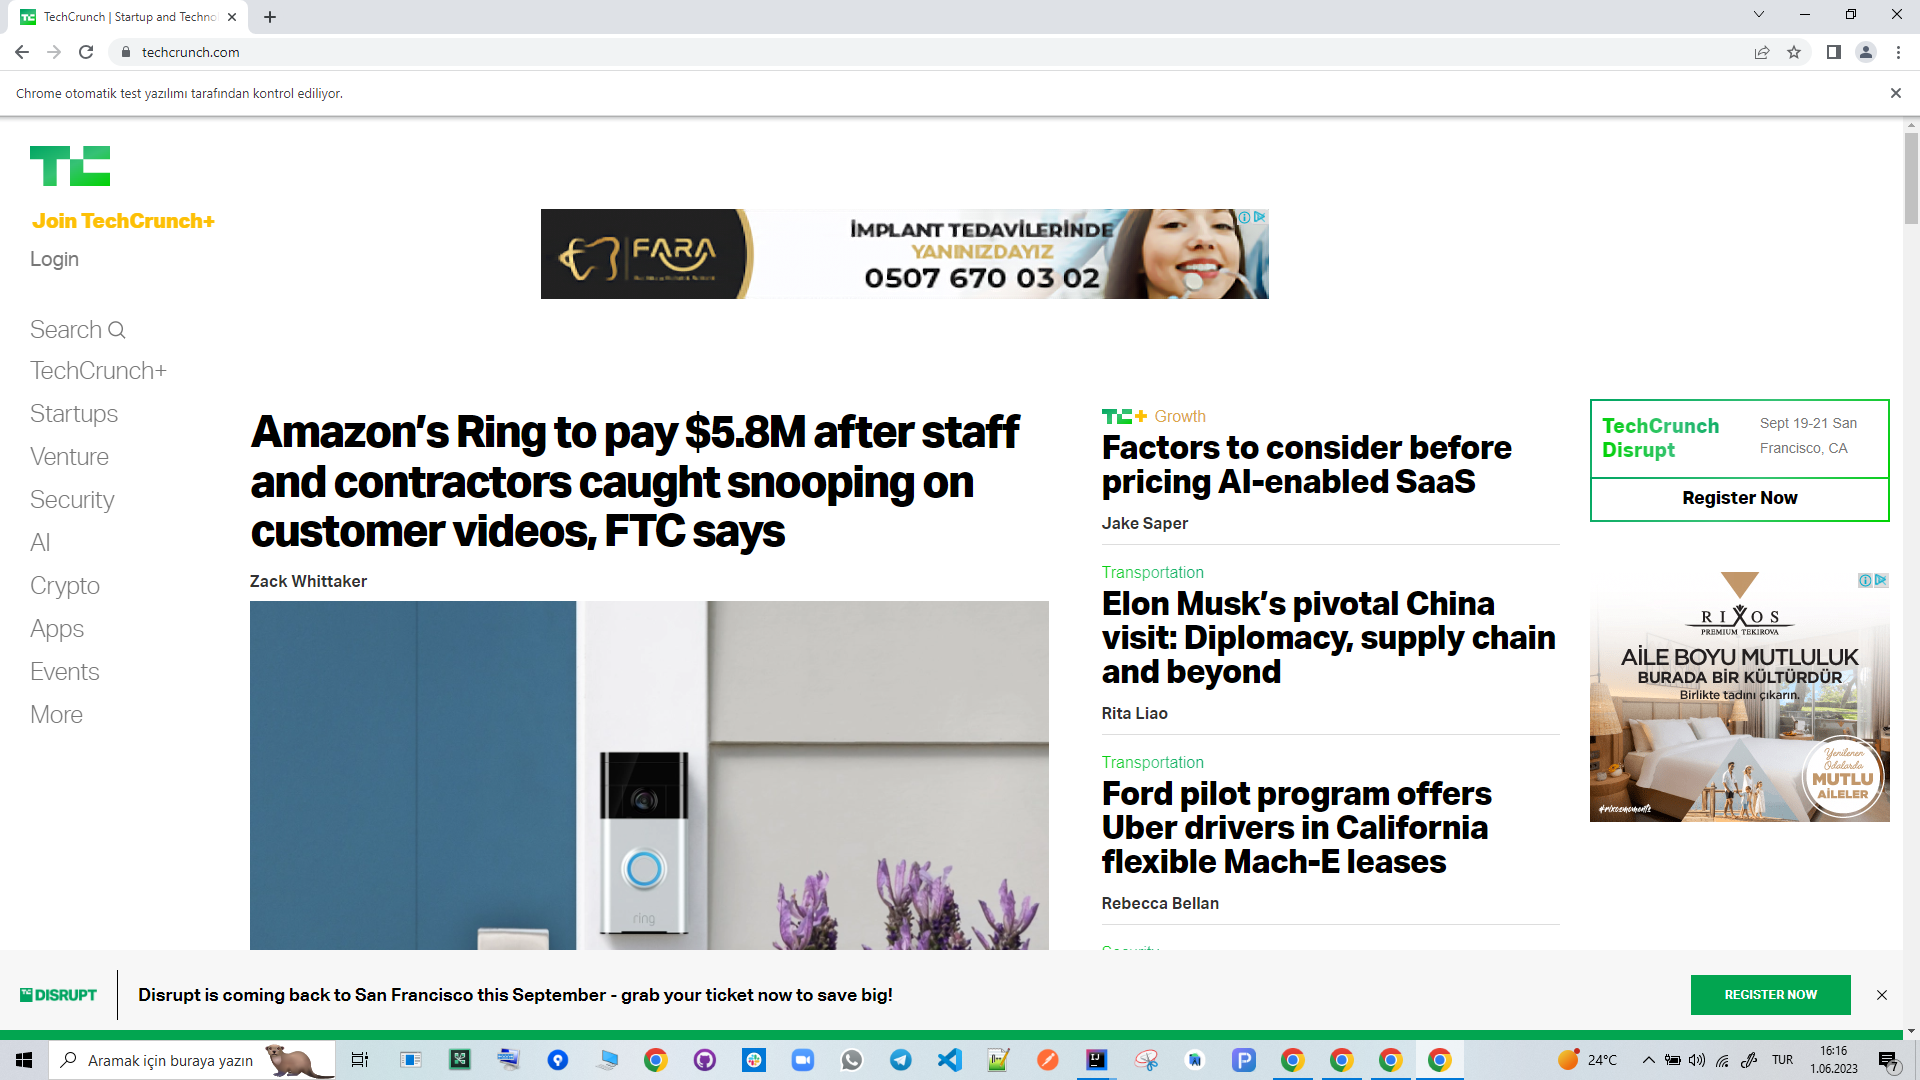 TechCrunch | Startup and Techno
techcrunch.com
Chrome otomatik test yazılımı tarafından kontrol ediliyor.
TC
Join TechCrunch+
Login
Search
TechCrunch+
Startups
Venture
Security
AI
Crypto
Apps
Events
More
FARA
İMPLANT TEDAVİLERİNDE
YANINIZDAYIZ
0507 670 03 02
Amazon’s Ring to pay $5.8M after staff
and contractors caught snooping on
customer videos, FTC says
Zack Whittaker
ring
TC+ Growth
Factors to consider before
pricing AI-enabled SaaS
Jake Saper
Transportation
Elon Musk’s pivotal China
visit: Diplomacy, supply chain
and beyond
Rita Liao
Transportation
Ford pilot program offers
Uber drivers in California
flexible Mach-E leases
Rebecca Bellan
Security
TechCrunch
Disrupt
Sept 19-21 San
Francisco, CA
Register Now
RIXOS
PREMIUM TEKIROVA
AİLE BOYU MUTLULUK
BURADA BİR KÜLTÜRDÜR
Birlikte tadını çıkarın.
Yenilenen
Odalarda
MUTLU
AİLELER
#rixosmoments
TC DISRUPT
Disrupt is coming back to San Francisco this September - grab your ticket now to save big!
REGISTER NOW
Aramak için buraya yazın
24°C
TUR
16:16
1.06.2023
7